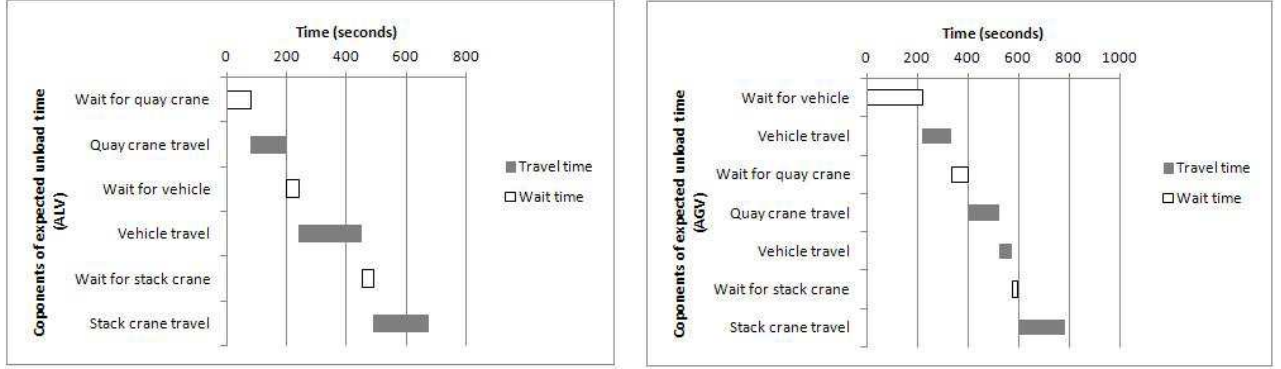 Time (seconds)
0 200 400 600 800
Coponents of expected unload time
(ALV)
Wait for quay crane
Quay crane travel
Wait for vehicle
Vehicle travel
Wait for stack crane
Stack crane travel
Travel time
Wait time
Time (seconds)
0 200 400 600 800 1000
Coponents of expected unload time
(AGV)
Wait for vehicle
Vehicle travel
Wait for quay crane
Quay crane travel
Vehicle travel
Wait for stack crane
Stack crane travel
Travel time
Wait time